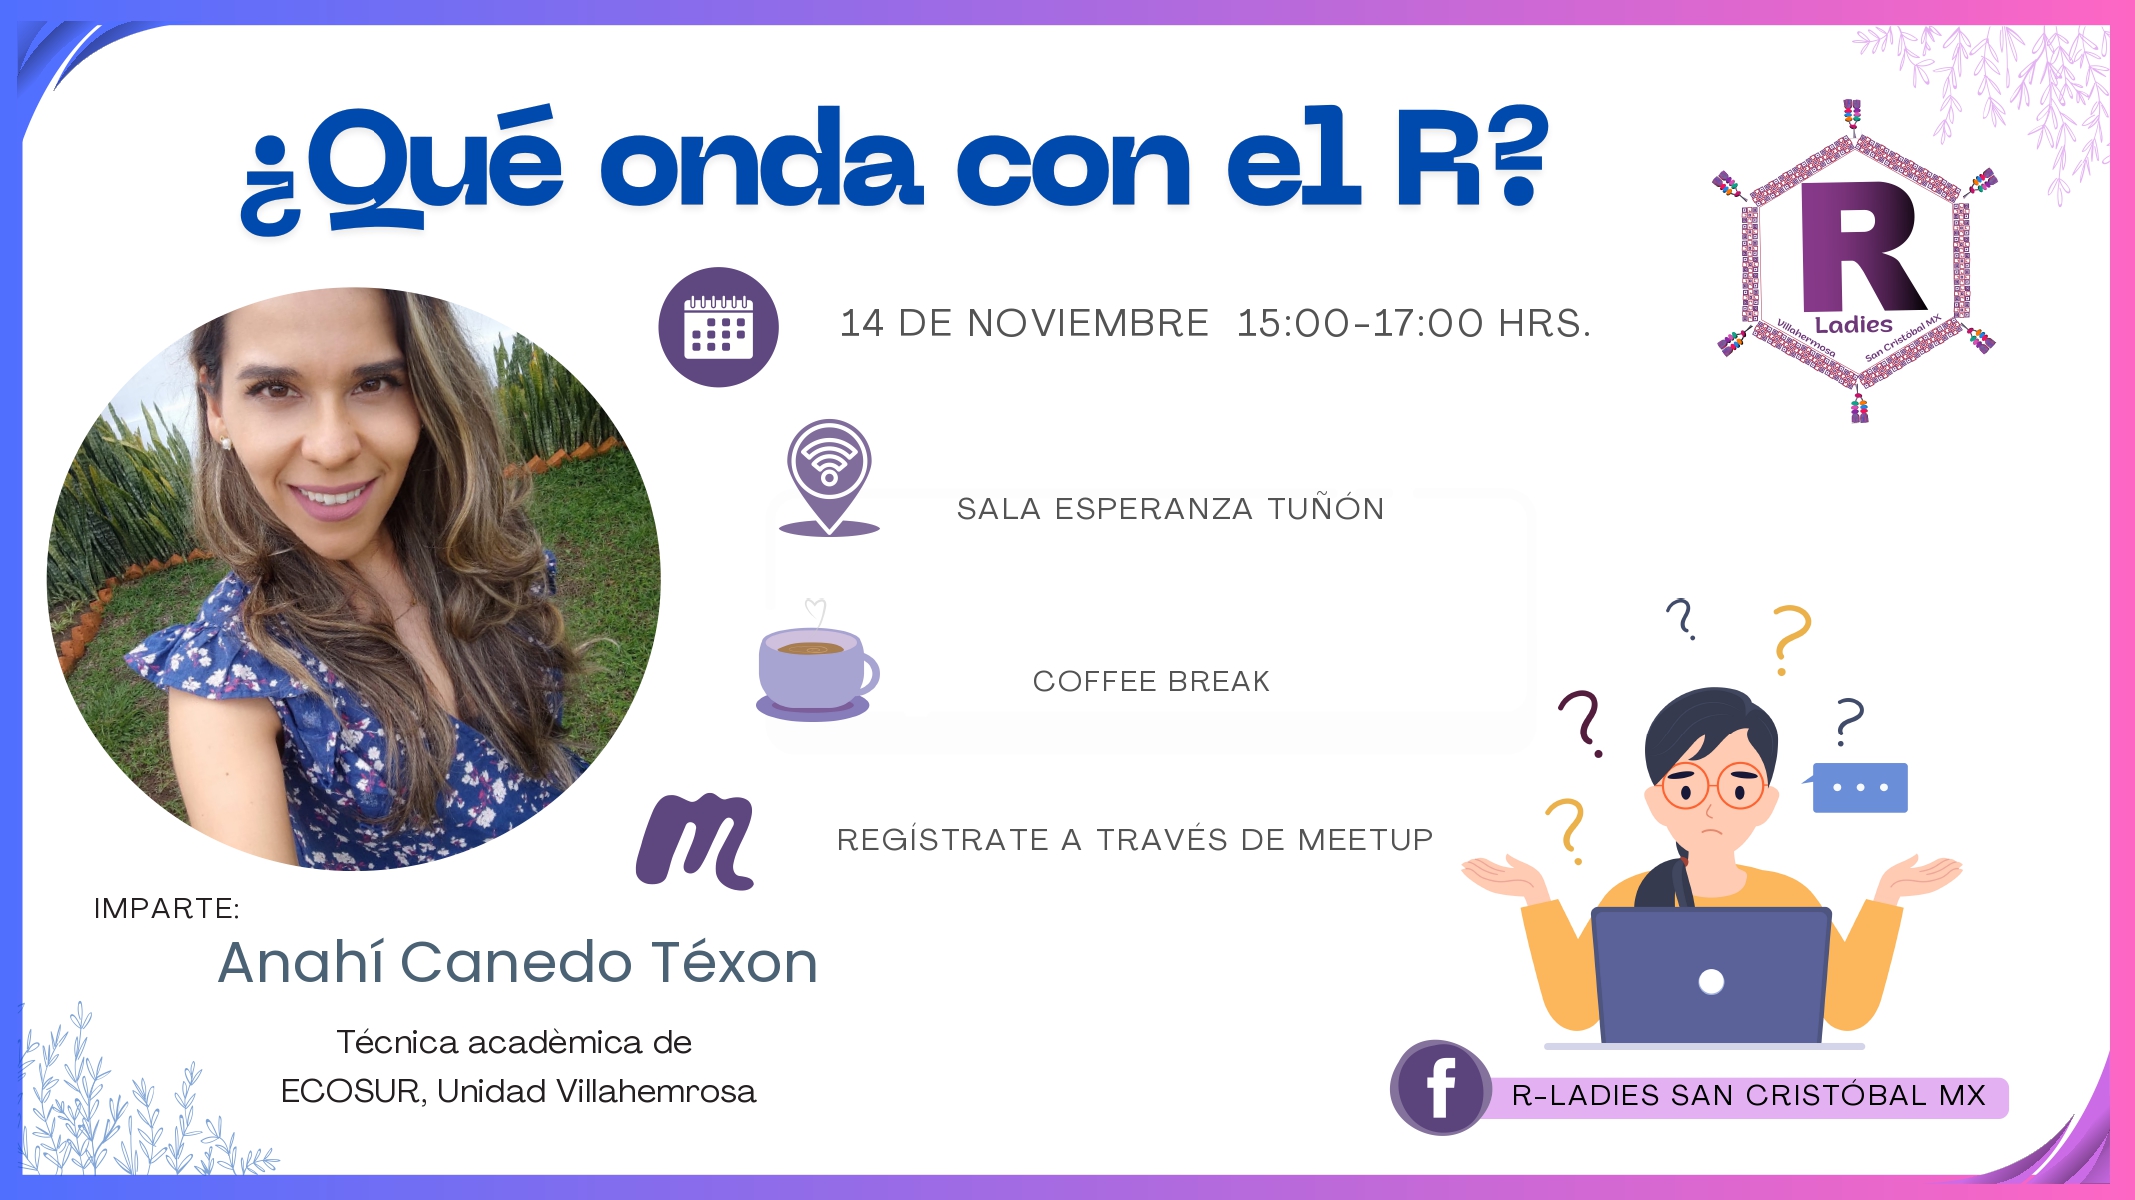 ¿Qué onda con el R?
14 DE NOVIEMBRE 15:00-17:00 HRS.
R
Ladies
Villahermosa
San Cristóbal MX
SALA ESPERANZA TUÑÓN
COFFEE BREAK
REGÍSTRATE A TRAVÉS DE MEETUP
IMPARTE:
Anahí Canedo Téxon
Técnica acadèmica de
ECOSUR, Unidad Villahemrosa
R-LADIES SAN CRISTÓBAL MX